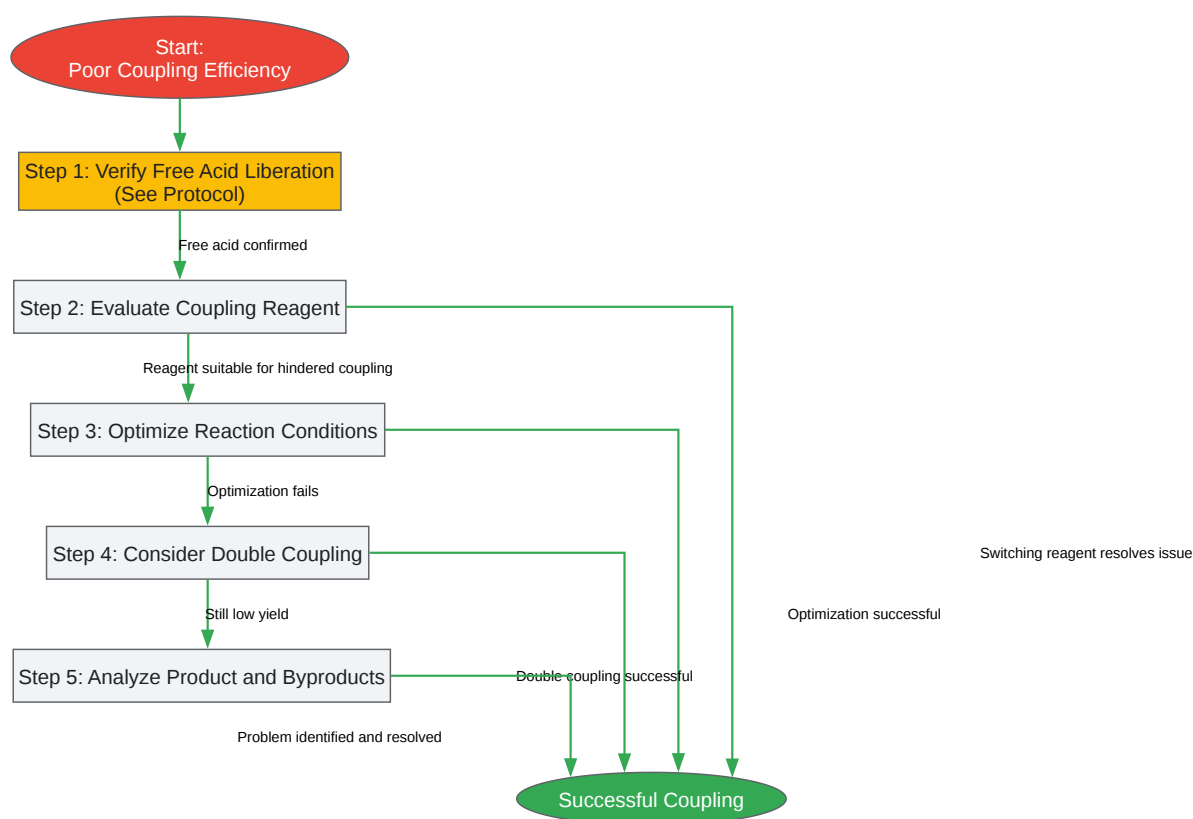 Start:
Poor Coupling Efficiency
Step 1: Verify Free Acid Liberation
(See Protocol)
Free acid confirmed
Step 2: Evaluate Coupling Reagent
Reagent suitable for hindered coupling
Step 3: Optimize Reaction Conditions
Optimization fails
Step 4: Consider Double Coupling
Switching reagent resolves issue
Still low yield
Optimization successful
Step 5: Analyze Product and Byproducts
Double coupling successful
Problem identified and resolved
Successful Coupling